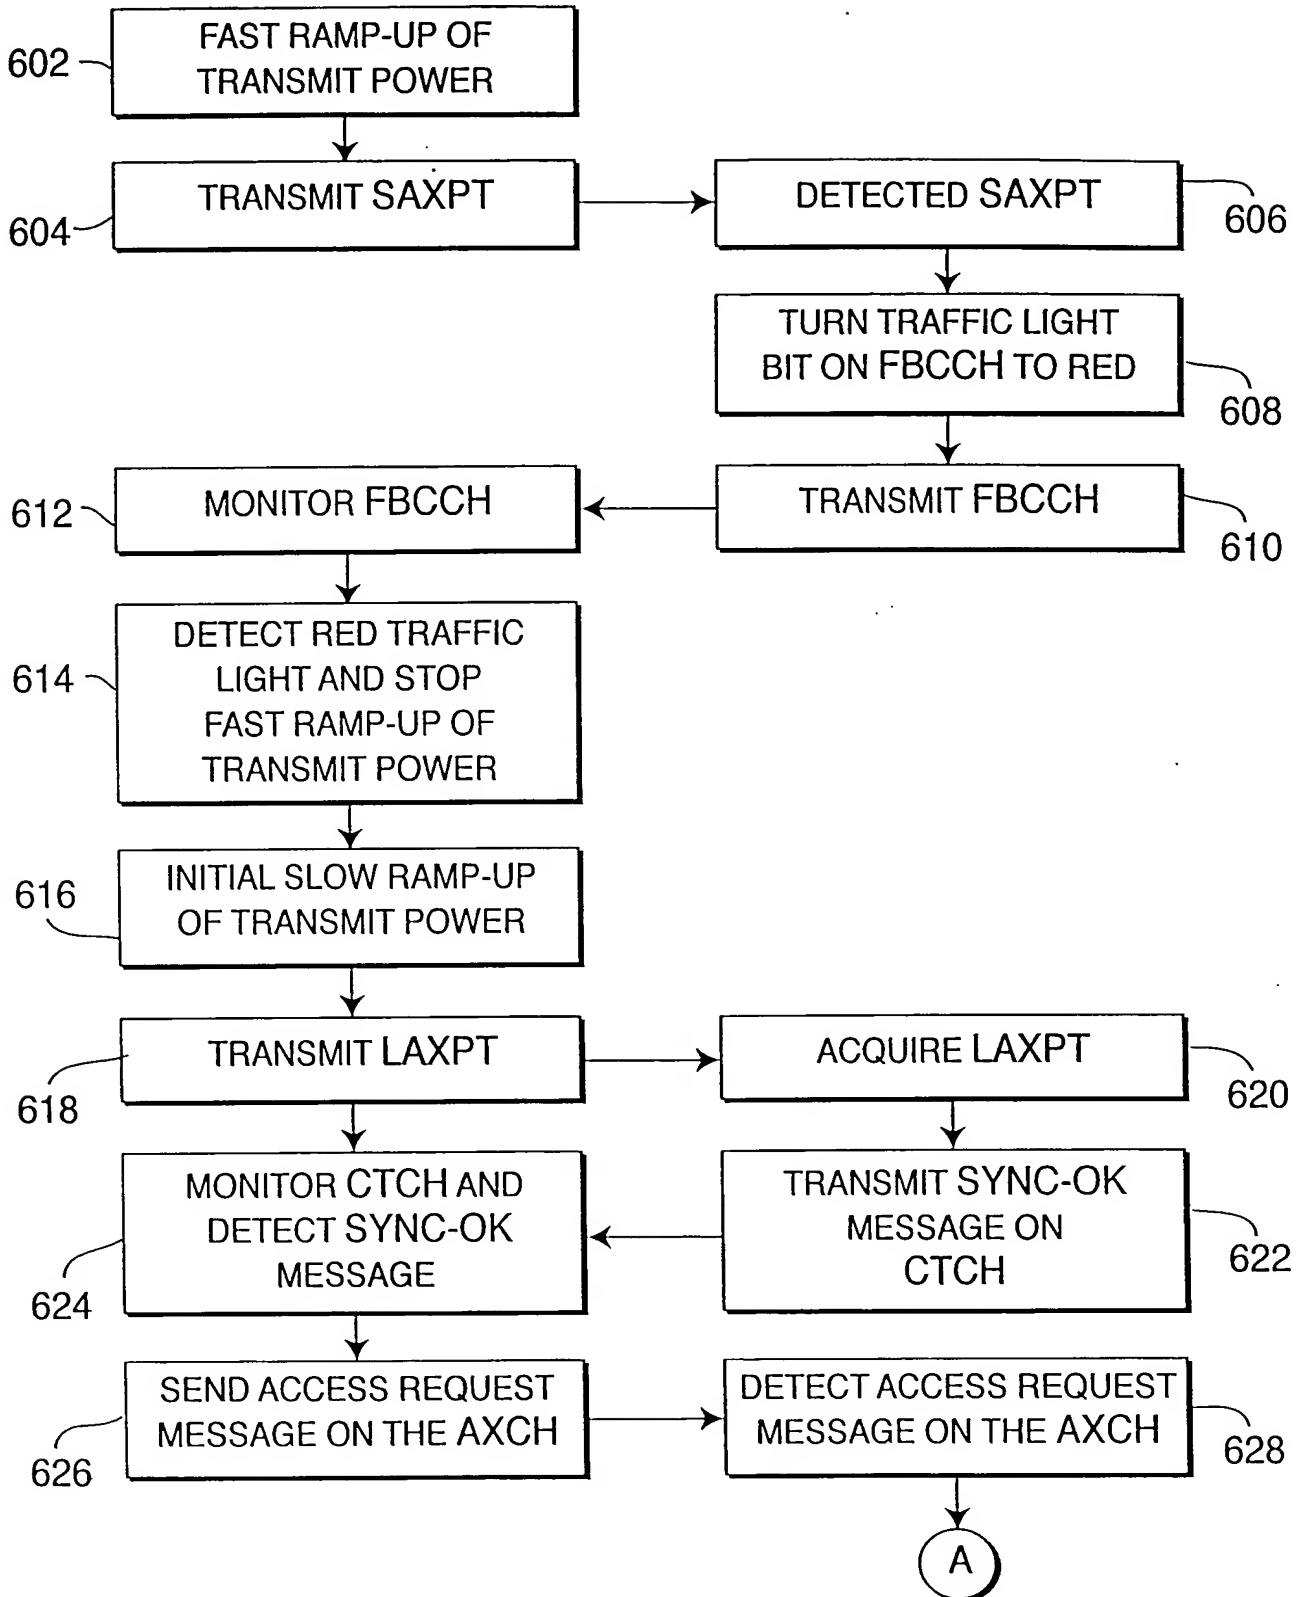 602
FAST RAMP-UP OF
TRANSMIT POWER
604
TRANSMIT SAXPT
DETECTED SAXPT
606
TURN TRAFFIC LIGHT
BIT ON FBCCH TO RED
608
612
MONITOR FBCCH
TRANSMIT FBCCH
610
614
DETECT RED TRAFFIC
LIGHT AND STOP
FAST RAMP-UP OF
TRANSMIT POWER
616
INITIAL SLOW RAMP-UP
OF TRANSMIT POWER
618
TRANSMIT LAXPT
ACQUIRE LAXPT
620
624
MONITOR CTCH AND
DETECT SYNC-OK
MESSAGE
TRANSMIT SYNC-OK
MESSAGE ON
CTCH
622
626
SEND ACCESS REQUEST
MESSAGE ON THE AXCH
DETECT ACCESS REQUEST
MESSAGE ON THE AXCH
628
A